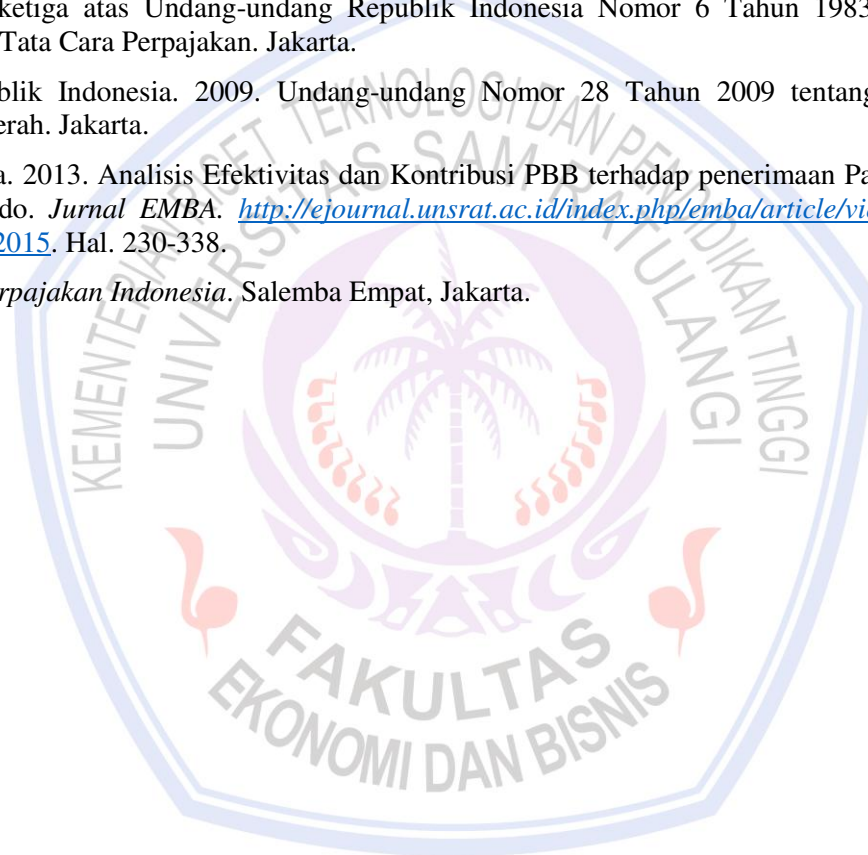 ketiga atas Undang-undang Republik Indonesia Nomor 6 Tahun 1983
Tata Cara Perpajakan. Jakarta.
blik Indonesia. 2009. Undang-undang Nomor 28 Tahun 2009 tentang
erah. Jakarta.
a. 2013. Analisis Efektivitas dan Kontribusi PBB terhadap penerimaan Pa
do. Jurnal EMBA. http://ejournal.unsrat.ac.id/index.php/emba/article/vi
2015. Hal. 230-338.
rpajakan Indonesia. Salemba Empat, Jakarta.
KEMENTERIAN RISET TEKNOLOGI DAN PENDIDIKAN TINGGI
UNIVERSITAS SAM RATULANGI
FAKULTAS
EKONOMI DAN BISNIS